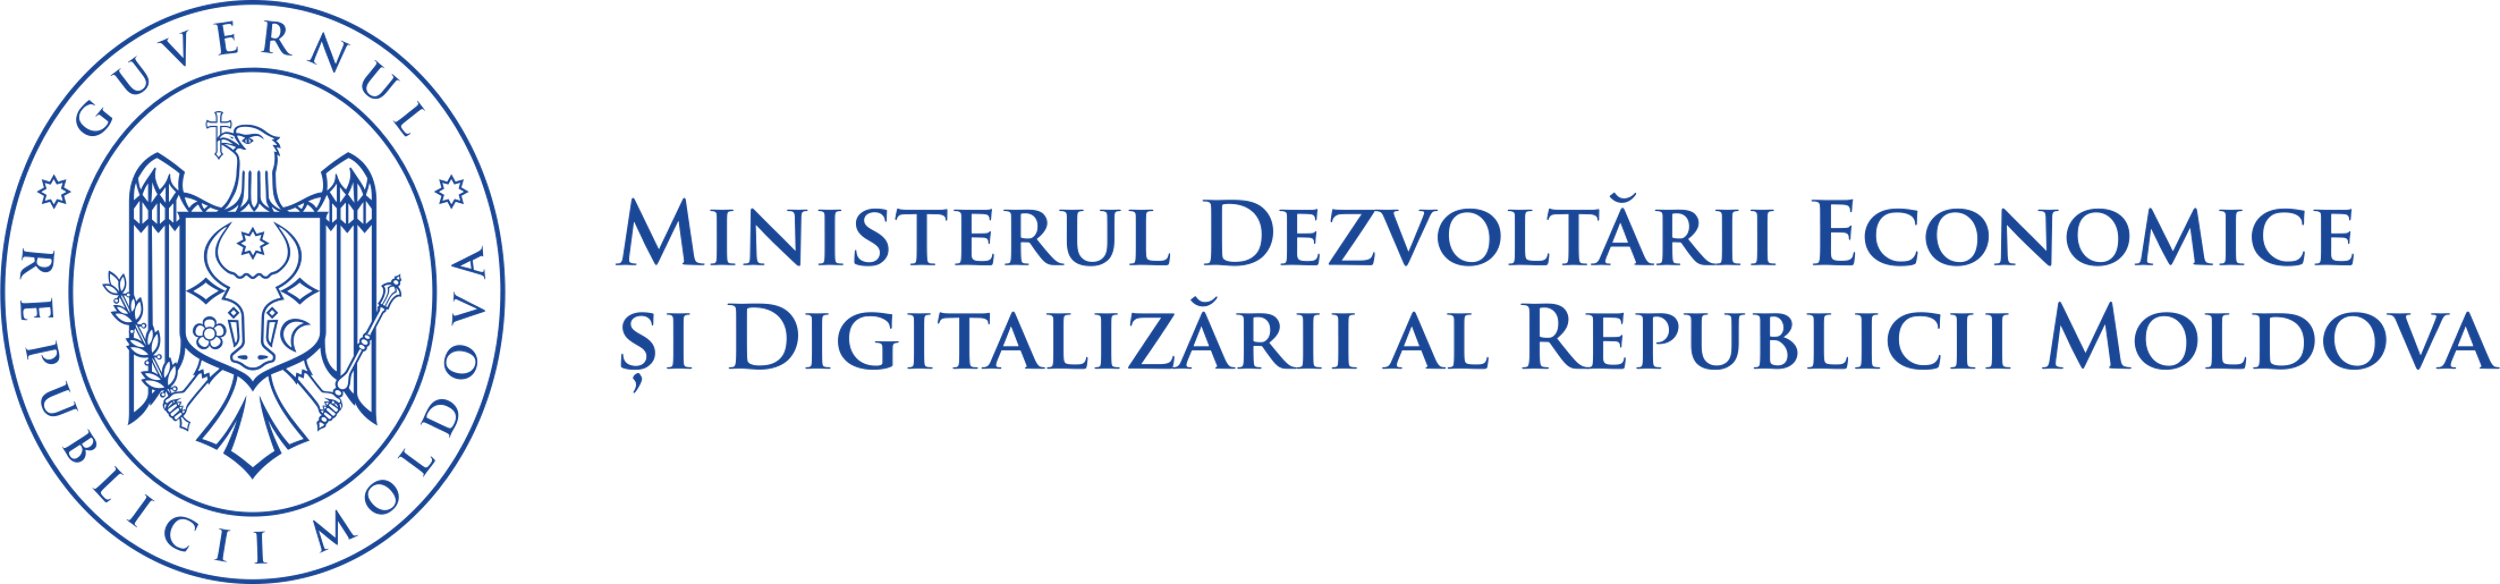 GUVERNUL
REPUBLICII MOLDOVA
MINISTERUL DEZVOLTĂRII ECONOMICE
ȘI DIGITALIZĂRII AL REPUBLICII MOLDOVA